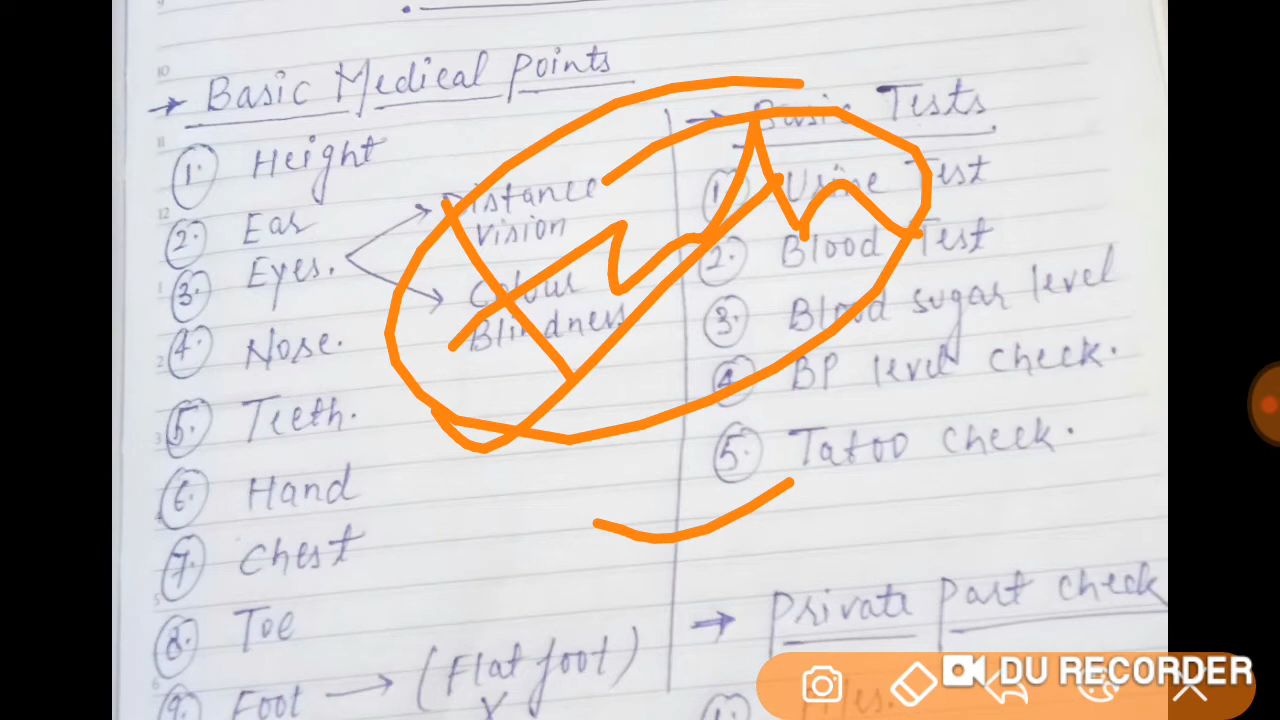 → Basic Medical Points
1. Height
2. Ear
3. Eyes. → Distance vision
→ Colour Blindness
4. Nose.
5. Teeth.
6. Hand
7. Chest
8. Toe
9. Foot → (Flat foot)
→ Basic Tests
1. Urine Test
2. Blood Test
3. Blood sugar level
4. BP level check.
5. Tatoo check.
→ Private Part check
1.
DU RECORDER